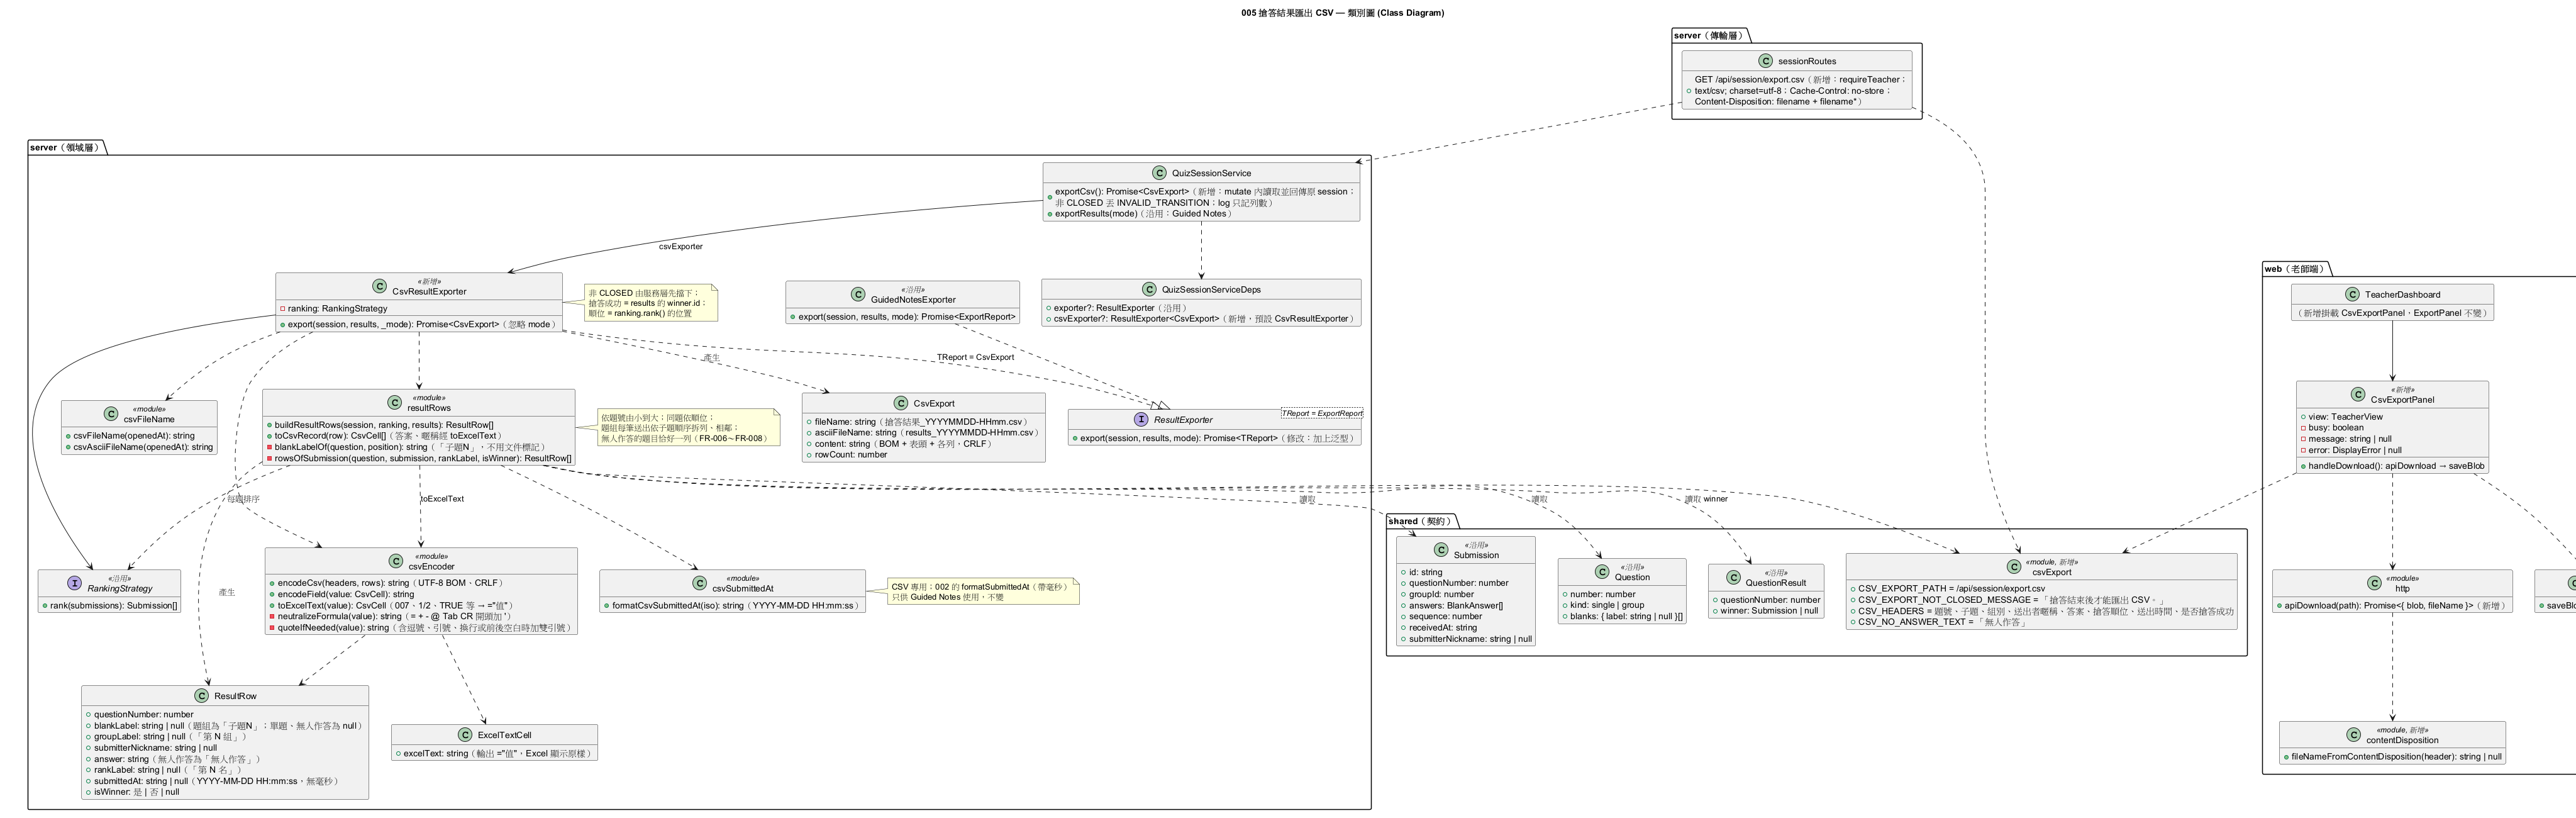 005 搶答結果匯出 CSV — 類別圖 (Class Diagram)
server（傳輸層）
sessionRoutes
GET /api/session/export.csv（新增；requireTeacher；
text/csv; charset=utf-8；Cache-Control: no-store；
Content-Disposition: filename + filename*）
server（領域層）
QuizSessionService
exportCsv(): Promise<CsvExport>（新增；mutate 內讀取並回傳原 session；
非 CLOSED 丟 INVALID_TRANSITION；log 只記列數）
exportResults(mode)（沿用：Guided Notes）
csvExporter
«新增»
CsvResultExporter
ranking: RankingStrategy
export(session, results, _mode): Promise<CsvExport>（忽略 mode）
非 CLOSED 由服務層先擋下；
搶答成功 = results 的 winner.id；
順位 = ranking.rank() 的位置
«沿用»
GuidedNotesExporter
export(session, results, mode): Promise<ExportReport>
QuizSessionServiceDeps
exporter?: ResultExporter（沿用）
csvExporter?: ResultExporter<CsvExport>（新增，預設 CsvResultExporter）
產生
TReport = CsvExport
«module»
csvFileName
csvFileName(openedAt): string
csvAsciiFileName(openedAt): string
«module»
resultRows
buildResultRows(session, ranking, results): ResultRow[]
toCsvRecord(row): CsvCell[]（答案、暱稱經 toExcelText）
blankLabelOf(question, position): string（「子題N」，不用文件標記）
rowsOfSubmission(question, submission, rankLabel, isWinner): ResultRow[]
依題號由小到大；同題依順位；
題組每筆送出依子題順序拆列、相鄰；
無人作答的題目恰好一列（FR-006～FR-008）
CsvExport
fileName: string（搶答結果_YYYYMMDD-HHmm.csv）
asciiFileName: string（results_YYYYMMDD-HHmm.csv）
content: string（BOM + 表頭 + 各列，CRLF）
rowCount: number
TReport = ExportReport
ResultExporter
export(session, results, mode): Promise<TReport>（修改：加上泛型）
每題排序
toExcelText
讀取
讀取
讀取 winner
«沿用»
RankingStrategy
rank(submissions): Submission[]
產生
«module»
csvEncoder
encodeCsv(headers, rows): string（UTF-8 BOM、CRLF）
encodeField(value: CsvCell): string
toExcelText(value): CsvCell（007、1/2、TRUE 等 → ="值"）
neutralizeFormula(value): string（= + - @ Tab CR 開頭加 '）
quoteIfNeeded(value): string（含逗號、引號、換行或前後空白時加雙引號）
«module»
csvSubmittedAt
formatCsvSubmittedAt(iso): string（YYYY-MM-DD HH:mm:ss）
CSV 專用；002 的 formatSubmittedAt（帶毫秒）
只供 Guided Notes 使用，不變
ResultRow
questionNumber: number
blankLabel: string | null（題組為「子題N」；單題、無人作答為 null）
groupLabel: string | null（「第 N 組」）
submitterNickname: string | null
answer: string（無人作答為「無人作答」）
rankLabel: string | null（「第 N 名」）
submittedAt: string | null（YYYY-MM-DD HH:mm:ss，無毫秒）
isWinner: 是 | 否 | null
ExcelTextCell
excelText: string（輸出 ="值"，Excel 顯示原樣）
shared（契約）
«沿用»
Submission
id: string
questionNumber: number
groupId: number
answers: BlankAnswer[]
sequence: number
receivedAt: string
submitterNickname: string | null
«沿用»
Question
number: number
kind: single | group
blanks: { label: string | null }[]
«沿用»
QuestionResult
questionNumber: number
winner: Submission | null
«module, 新增»
csvExport
CSV_EXPORT_PATH = /api/session/export.csv
CSV_EXPORT_NOT_CLOSED_MESSAGE = 「搶答結束後才能匯出 CSV。」
CSV_HEADERS = 題號、子題、組別、送出者暱稱、答案、搶答順位、送出時間、是否搶答成功
CSV_NO_ANSWER_TEXT = 「無人作答」
web（老師端）
TeacherDashboard
（新增掛載 CsvExportPanel，ExportPanel 不變）
«新增»
CsvExportPanel
view: TeacherView
busy: boolean
message: string | null
error: DisplayError | null
handleDownload(): apiDownload → saveBlob
«module»
http
apiDownload(path): Promise<{ blob, fileName }>（新增）
«module, 新增»
contentDisposition
fileNameFromContentDisposition(header): string | null